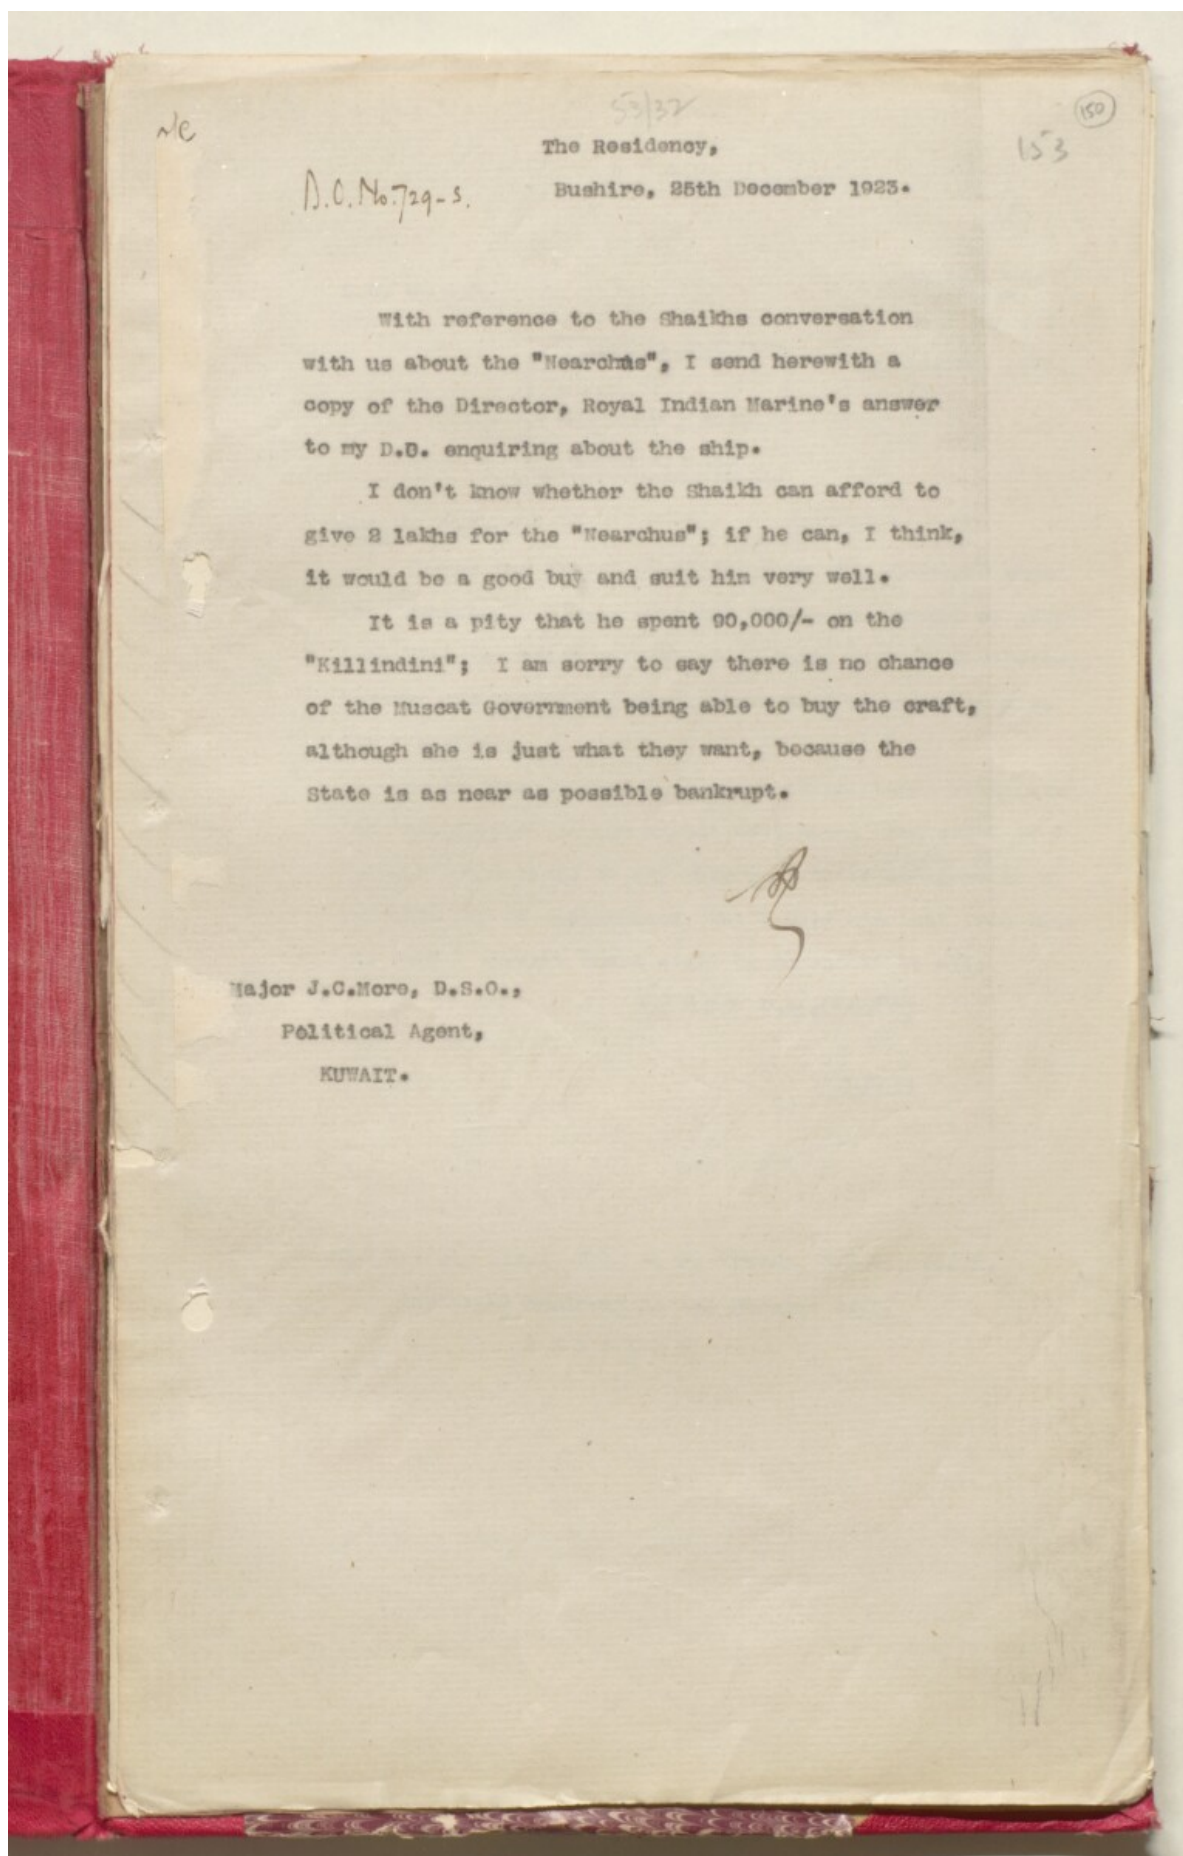 53/32
150
153
The Residency,
D.O. No. 729-S.
Bushire, 25th December 1923.
With reference to the Shaikhs conversation
with us about the "Nearchus", I send herewith a
copy of the Director, Royal Indian Marine's answer
to my D.O. enquiring about the ship.
I don't know whether the Shaikh can afford to
give 2 lakhs for the "Nearchus"; if he can, I think,
it would be a good buy and suit him very well.
It is a pity that he spent 90,000/- on the
"Killindini"; I am sorry to say there is no chance
of the Muscat Government being able to buy the craft,
although she is just what they want, because the
State is as near as possible bankrupt.
Major J.C.More, D.S.O.,
Political Agent,
KUWAIT.